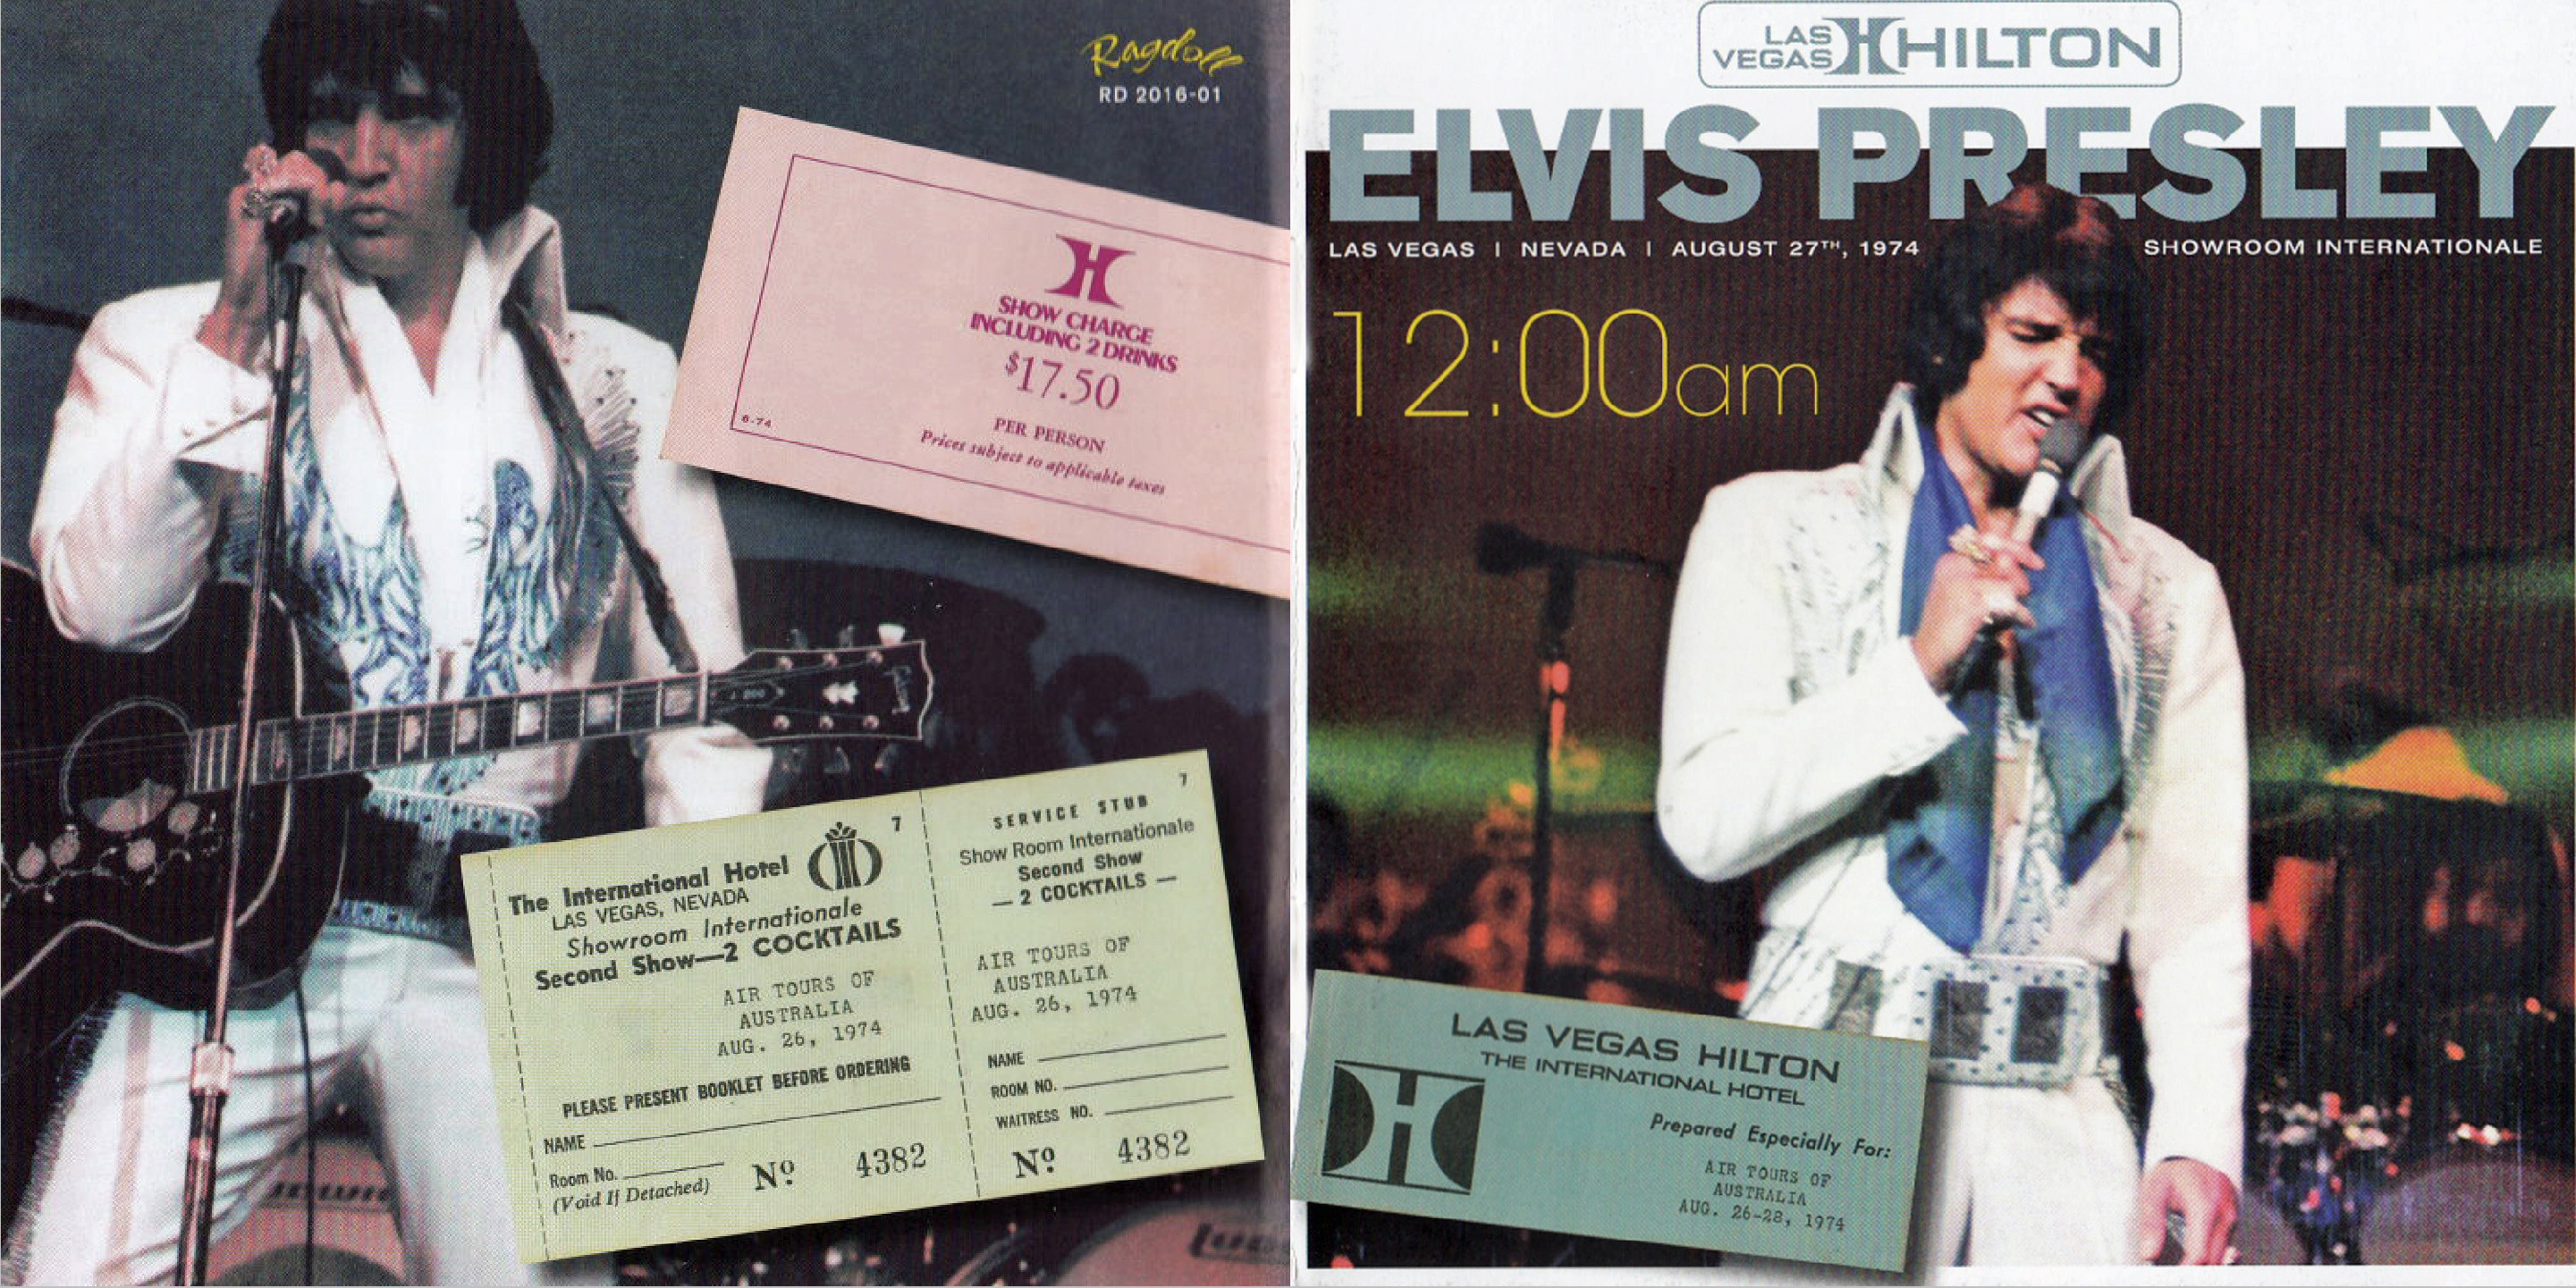 Ragdoll
RD 2016-01
H
SHOW CHARGE
INCLUDING 2 DRINKS
$17.50
PER PERSON
Prices subject to applicable taxes
6-74
Gibson
J-200
7
The International Hotel
LAS VEGAS, NEVADA
Showroom Internationale
Second Show—2 COCKTAILS
AIR TOURS OF
AUSTRALIA
AUG. 26, 1974
PLEASE PRESENT BOOKLET BEFORE ORDERING
NAME
Room No.
(Void If Detached)
Nº 4382
7
SERVICE STUB
Show Room Internationale
Second Show
— 2 COCKTAILS —
AIR TOURS OF
AUSTRALIA
AUG. 26, 1974
NAME
ROOM NO.
WAITRESS NO.
Nº 4382
LAS VEGAS H HILTON
ELVIS PRESLEY
LAS VEGAS | NEVADA | AUGUST 27TH, 1974
SHOWROOM INTERNATIONALE
12:00am
LAS VEGAS HILTON
THE INTERNATIONAL HOTEL
H
Prepared Especially For:
AIR TOURS OF
AUSTRALIA
AUG. 26-28, 1974